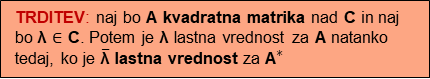 TRDITEV: naj bo A kvadratna matrika nad C in naj
bo λ ∈ C. Potem je λ lastna vrednost za A natanko
tedaj, ko je λ̅ lastna vrednost za A*